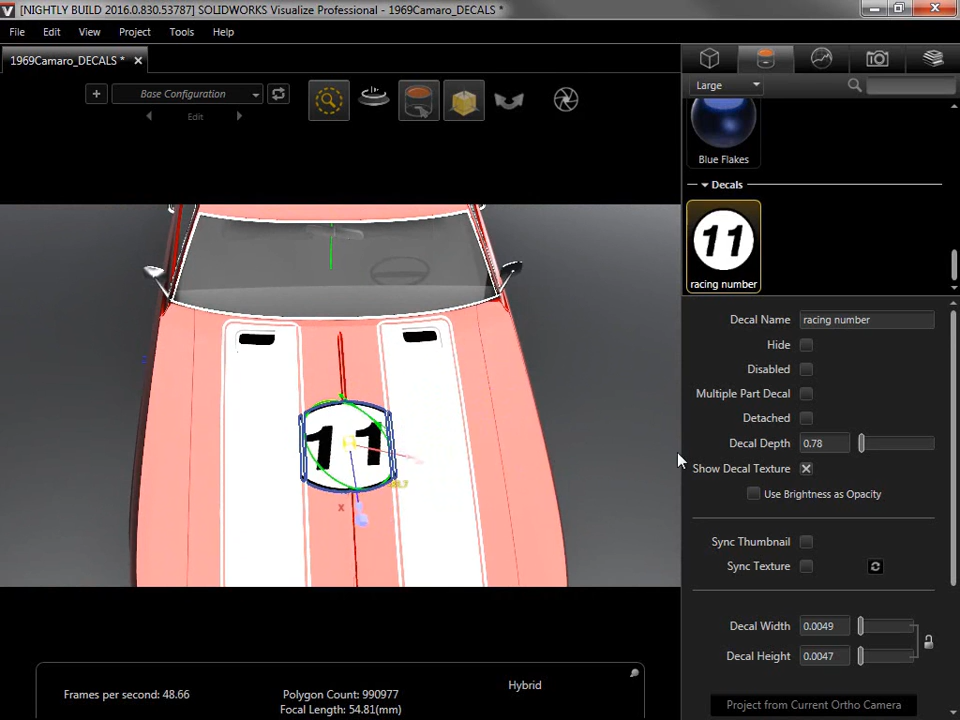 [NIGHTLY BUILD 2016.0.830.53787] SOLIDWORKS Visualize Professional - 1969Camaro_DECALS *
File Edit View Project Tools Help
1969Camaro_DECALS *
Base Configuration
Edit
Large
Blue Flakes
Decals
11
racing number
Decal Name racing number
Hide
Disabled
Multiple Part Decal
Detached
Decal Depth 0.78
Show Decal Texture
Use Brightness as Opacity
Sync Thumbnail
Sync Texture
Decal Width 0.0049
Decal Height 0.0047
Project from Current Ortho Camera
11
X
Frames per second: 48.66
Polygon Count: 990977
Focal Length: 54.81(mm)
Hybrid